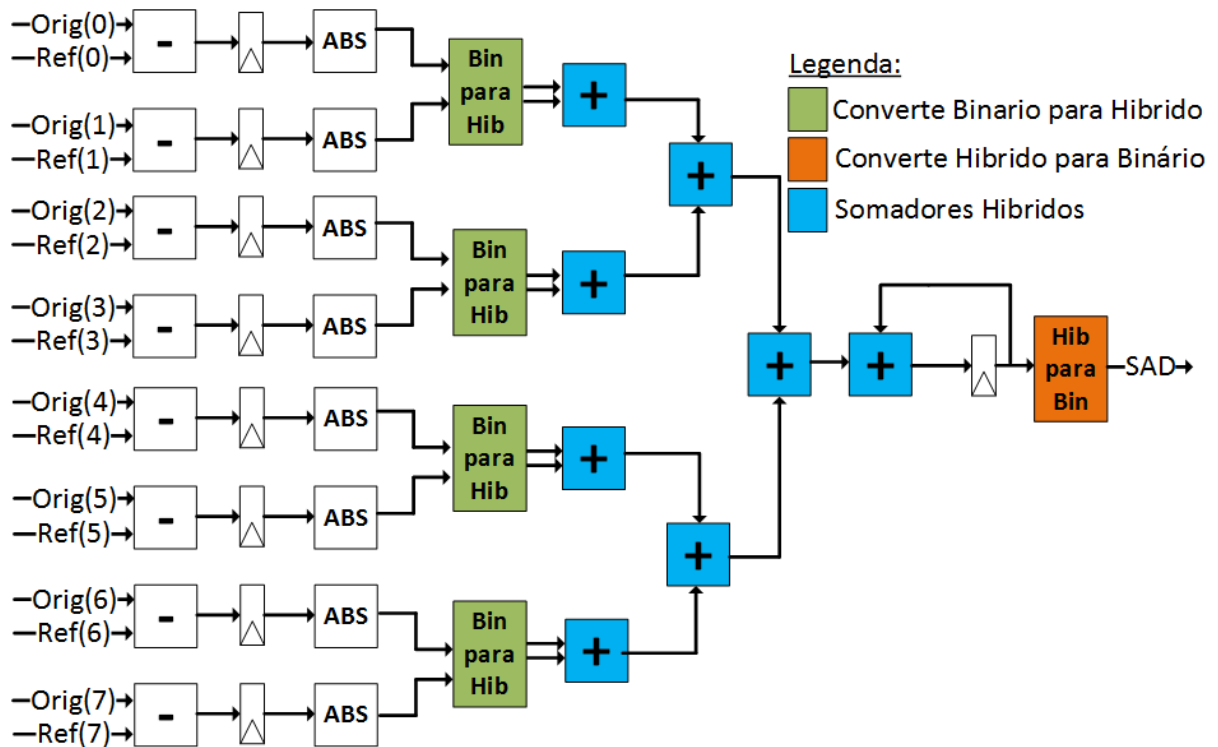 Orig(0)
Ref(0)
-
ABS
Orig(1)
Ref(1)
-
ABS
Bin
para
Hib
+
Orig(2)
Ref(2)
-
ABS
Orig(3)
Ref(3)
-
ABS
Bin
para
Hib
+
+
Orig(4)
Ref(4)
-
ABS
Orig(5)
Ref(5)
-
ABS
Bin
para
Hib
+
Orig(6)
Ref(6)
-
ABS
Orig(7)
Ref(7)
-
ABS
Bin
para
Hib
+
+
+
+
Hib
para
Bin
SAD
Legenda:
Converte Binario para Hibrido
Converte Hibrido para Binário
Somadores Hibridos